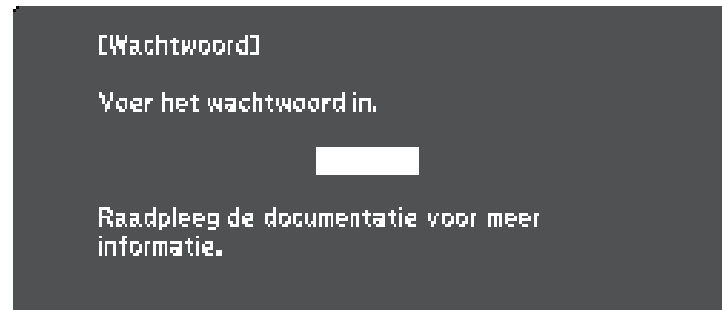 [Wachtwoord]
Voer het wachtwoord in.
Raadpleeg de documentatie voor meer
informatie.